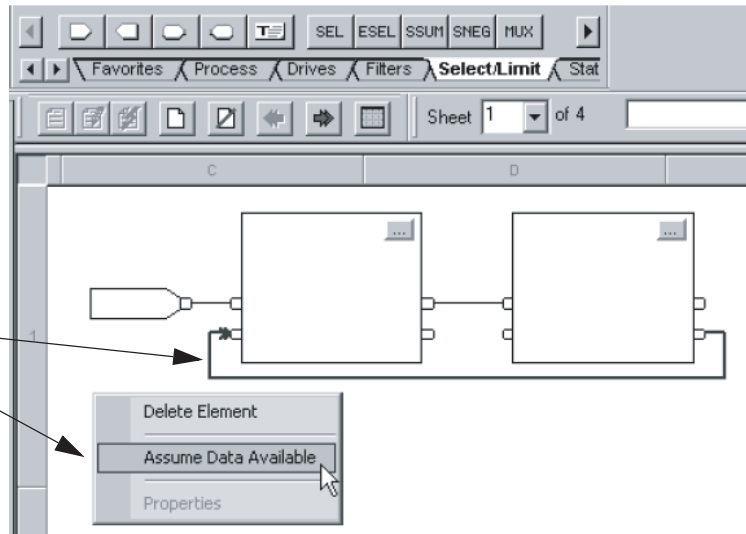 SEL ESEL SSUM SNEG MUX
Favorites Process Drives Filters Select/Limit Stat
Sheet 1 of 4
C D
...
...
1
Delete Element
Assume Data Available
Properties